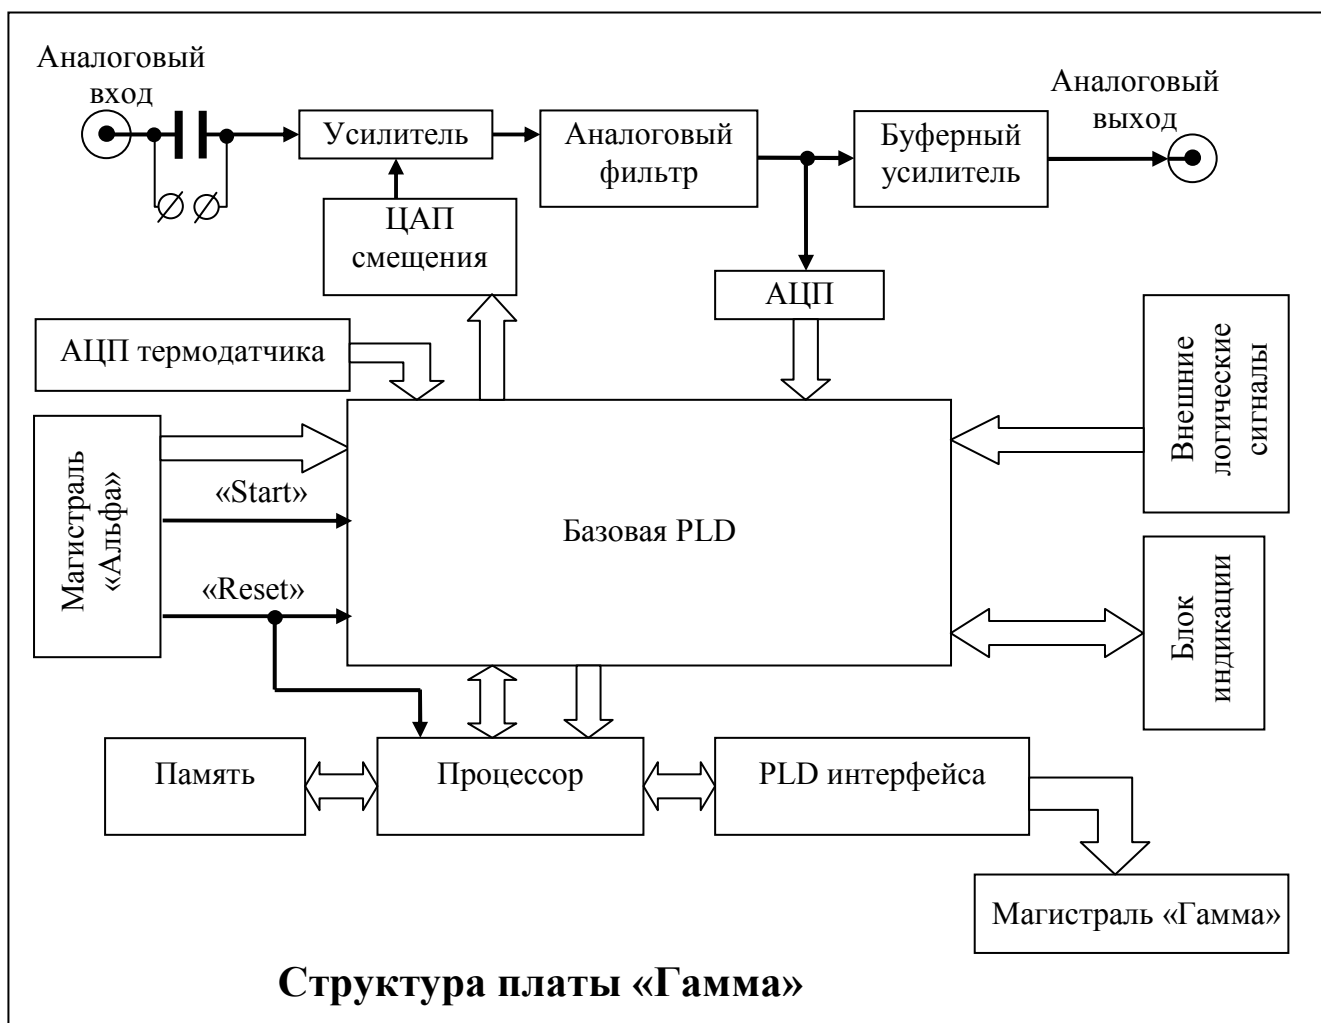 Аналоговый
вход
Усилитель
Аналоговый
фильтр
Буферный
усилитель
Аналоговый
выход
ЦАП
смещения
АЦП
АЦП термодатчика
Внешние
логические
сигналы
Магистраль
«Альфа»
«Start»
«Reset»
Базовая PLD
Блок
индикации
Память
Процессор
PLD интерфейса
Магистраль «Гамма»
Структура платы «Гамма»